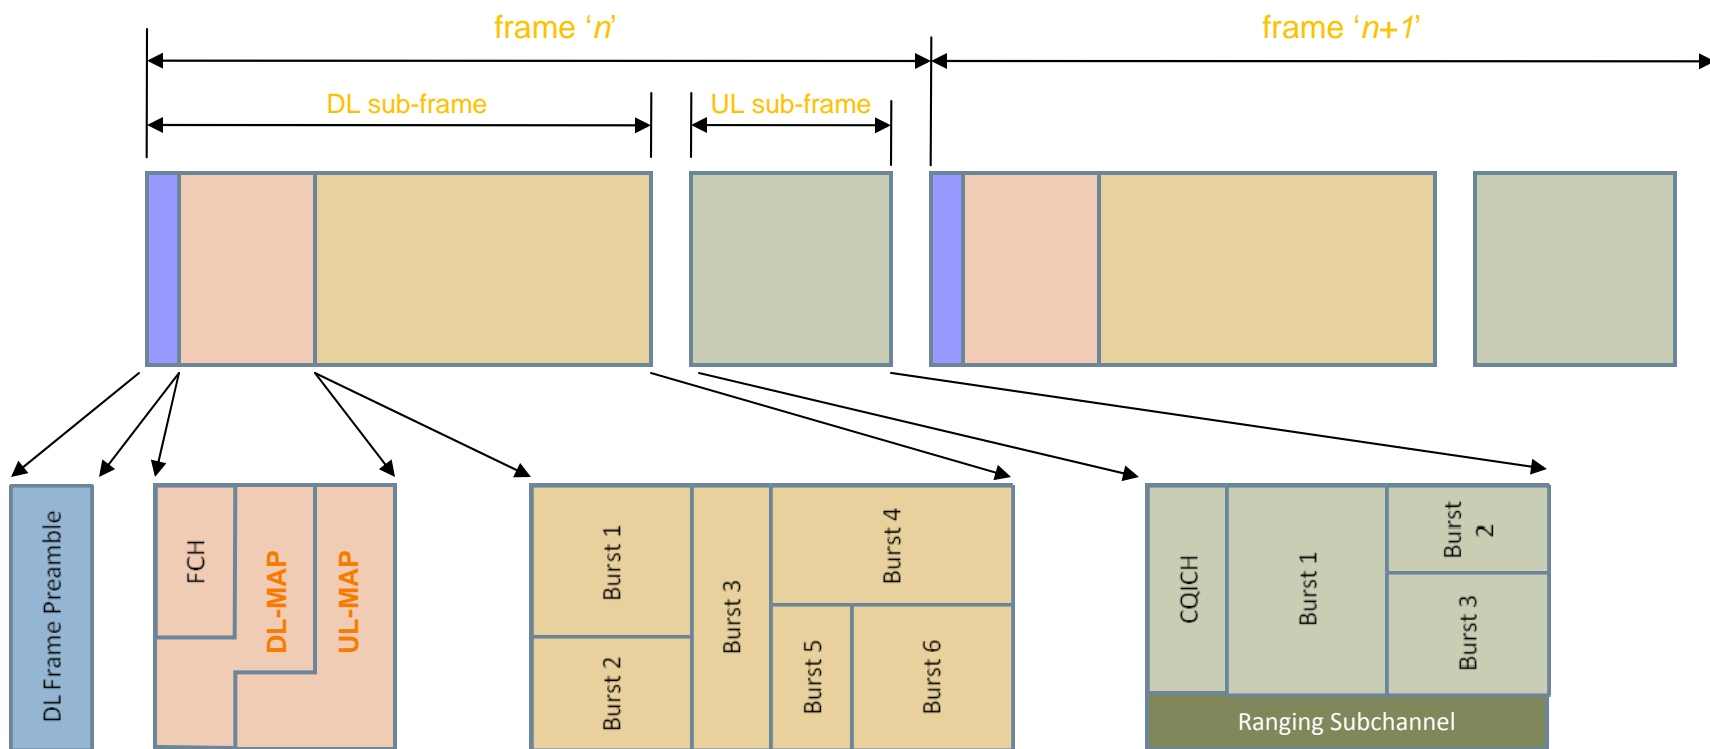 frame ‘n’
frame ‘n+1’
DL sub-frame
UL sub-frame
DL Frame Preamble
FCH
DL-MAP
UL-MAP
Burst 1
Burst 2
Burst 3
Burst 4
Burst 5
Burst 6
CQICH
Burst 1
Burst
2
Burst 3
Ranging Subchannel